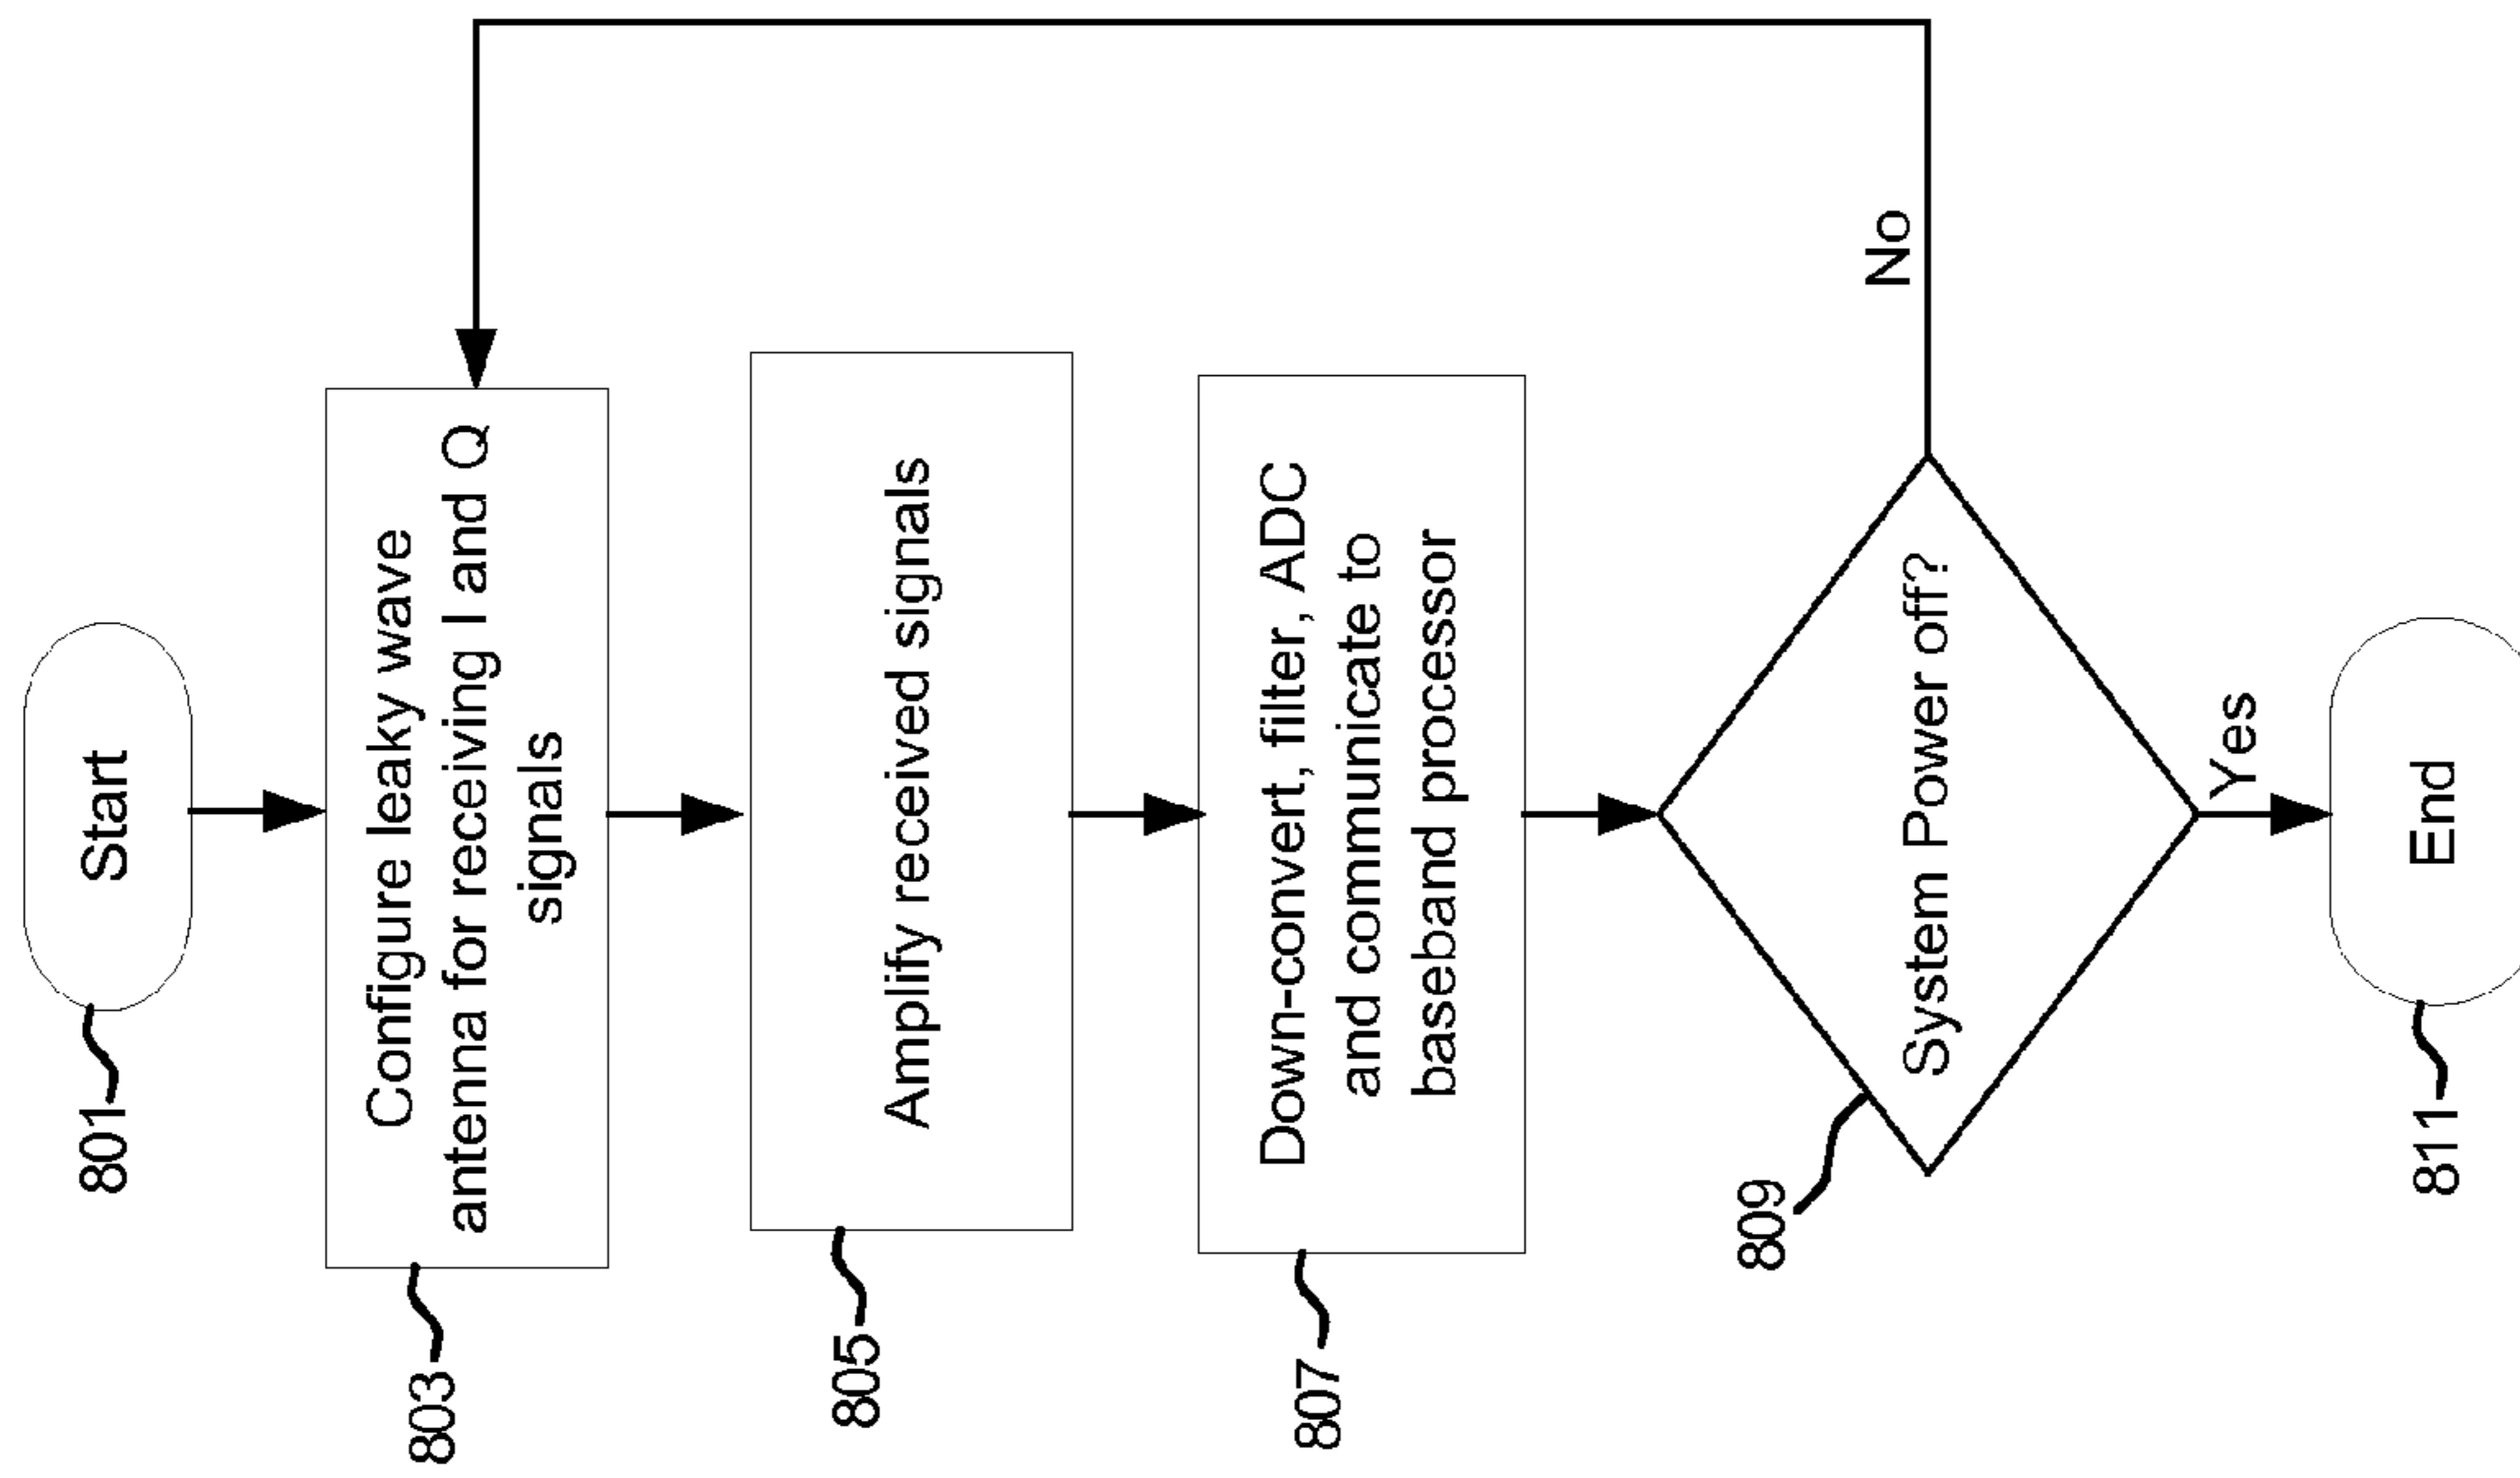 801
Start
803
Configure leaky wave
antenna for receiving I and Q
signals
805
Amplify received signals
807
Down-convert, filter, ADC
and communicate to
baseband processor
809
System Power off?
No
Yes
811
End